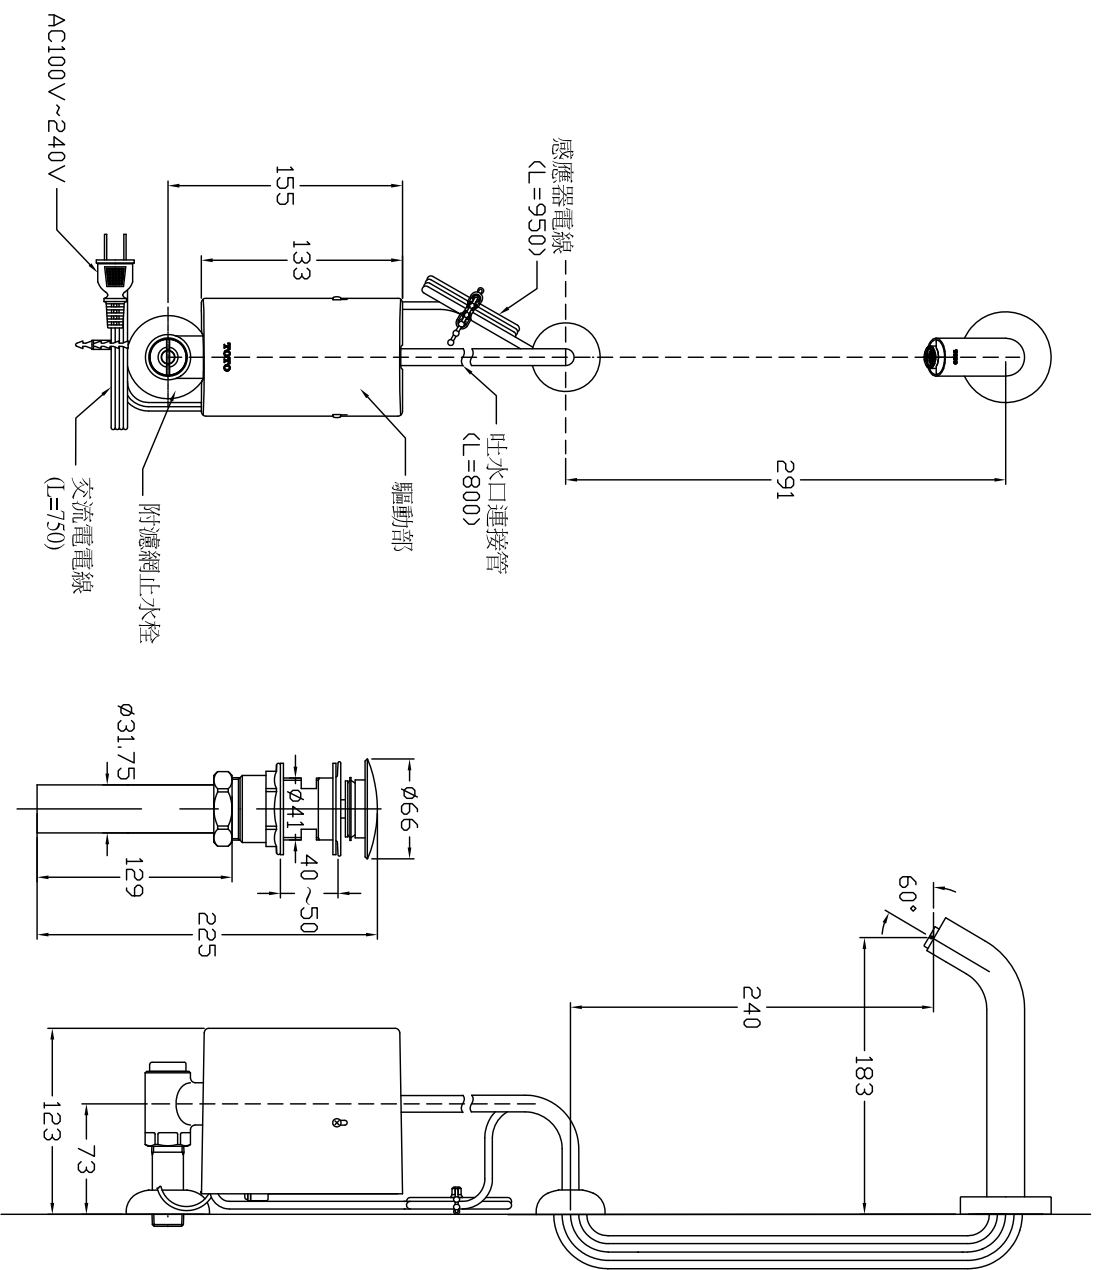 AC100V~240V
155
133
感應器電線
(L=950)
TOTO
TOTO
291
吐水口連接管
(L=800)
驅動部
附濾網止水栓
交流電電線
(L=750)
Ø31.75
Ø66
Ø41
40~50
129
225
60°
240
183
123
73